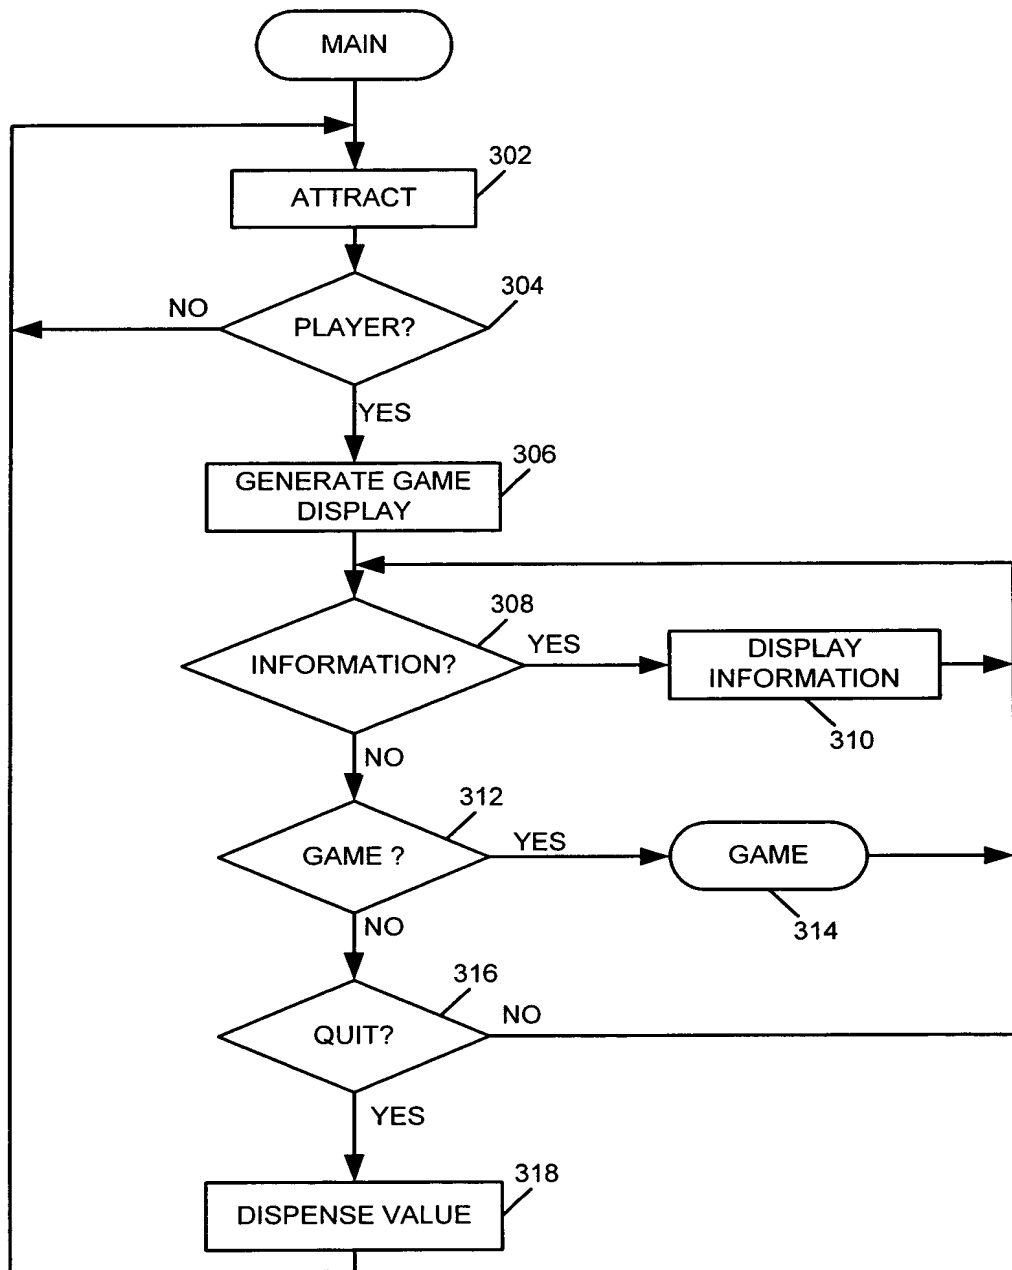 MAIN
302
ATTRACT
304
NO
PLAYER?
YES
306
GENERATE GAME
DISPLAY
308
YES
INFORMATION?
DISPLAY
INFORMATION
310
NO
312
YES
GAME ?
GAME
314
NO
316
NO
QUIT?
YES
318
DISPENSE VALUE